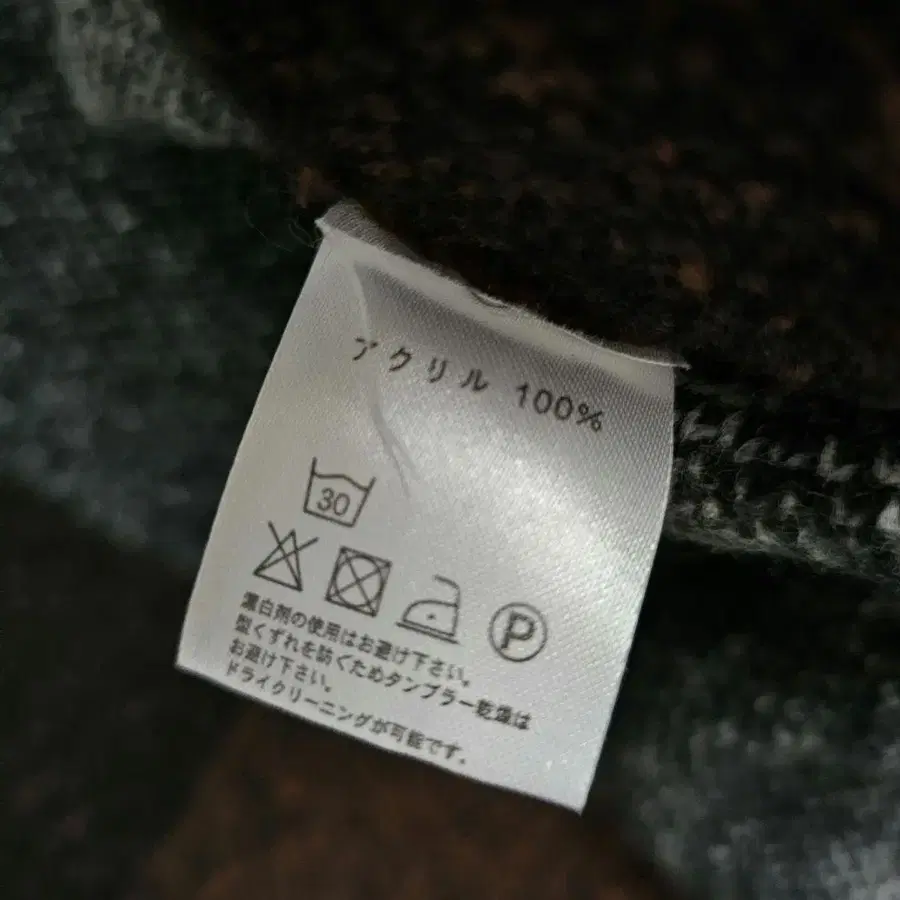 アクリル 100%
30
P
漂白剤の使用はお避け下さい。
型くずれを防ぐためタンブラー乾燥は
お避け下さい。
ドライクリーニングが可能です。